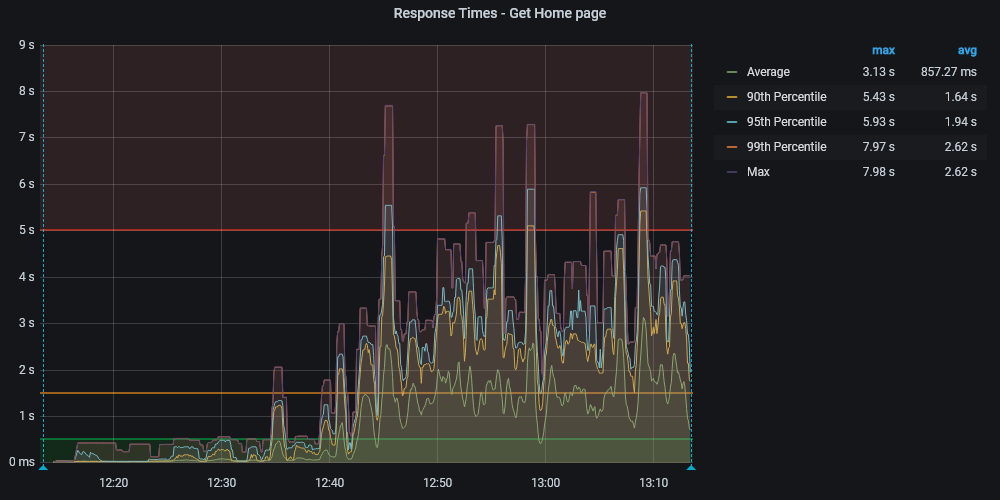 Response Times - Get Home page
9 s
8 s
7 s
6 s
5 s
4 s
3 s
2 s
1 s
0 ms
12:20 12:30 12:40 12:50 13:00 13:10
max avg
Average 3.13 s 857.27 ms
90th Percentile 5.43 s 1.64 s
95th Percentile 5.93 s 1.94 s
99th Percentile 7.97 s 2.62 s
Max 7.98 s 2.62 s